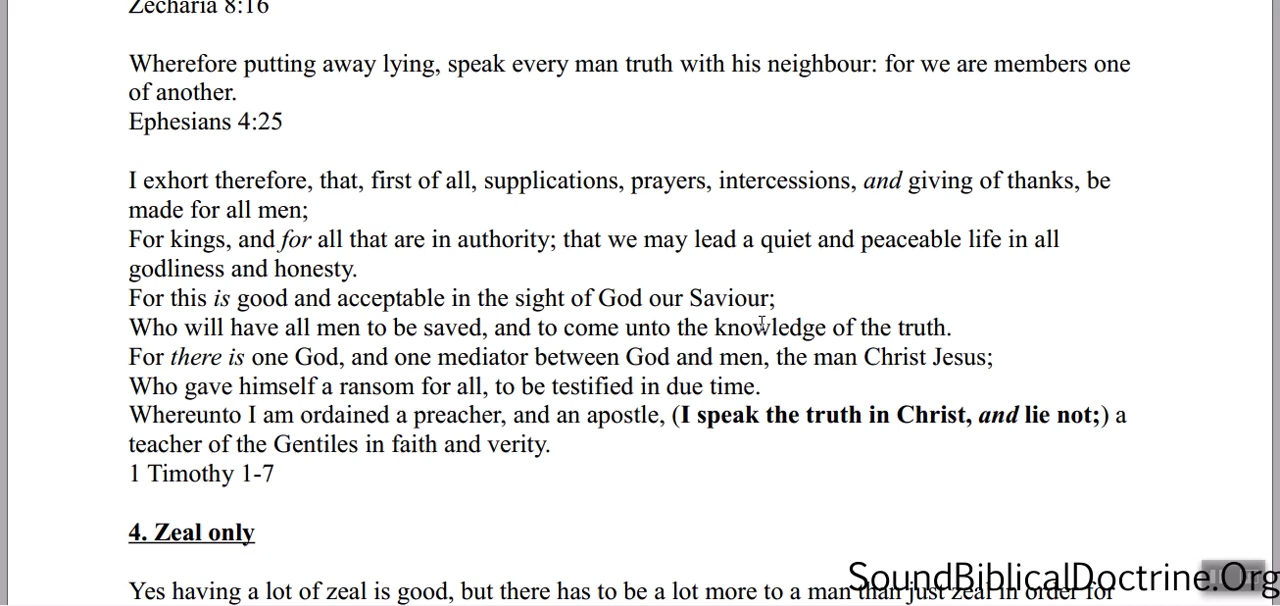 Zecharia 8:16
Wherefore putting away lying, speak every man truth with his neighbour: for we are members one
of another.
Ephesians 4:25
I exhort therefore, that, first of all, supplications, prayers, intercessions, and giving of thanks, be
made for all men;
For kings, and for all that are in authority; that we may lead a quiet and peaceable life in all
godliness and honesty.
For this is good and acceptable in the sight of God our Saviour;
Who will have all men to be saved, and to come unto the knowledge of the truth.
For there is one God, and one mediator between God and men, the man Christ Jesus;
Who gave himself a ransom for all, to be testified in due time.
Whereunto I am ordained a preacher, and an apostle, (I speak the truth in Christ, and lie not;) a
teacher of the Gentiles in faith and verity.
1 Timothy 1-7
4. Zeal only
Yes having a lot of zeal is good, but there has to be a lot more to a man than just zeal in order for
SoundBiblicalDoctrine.Org